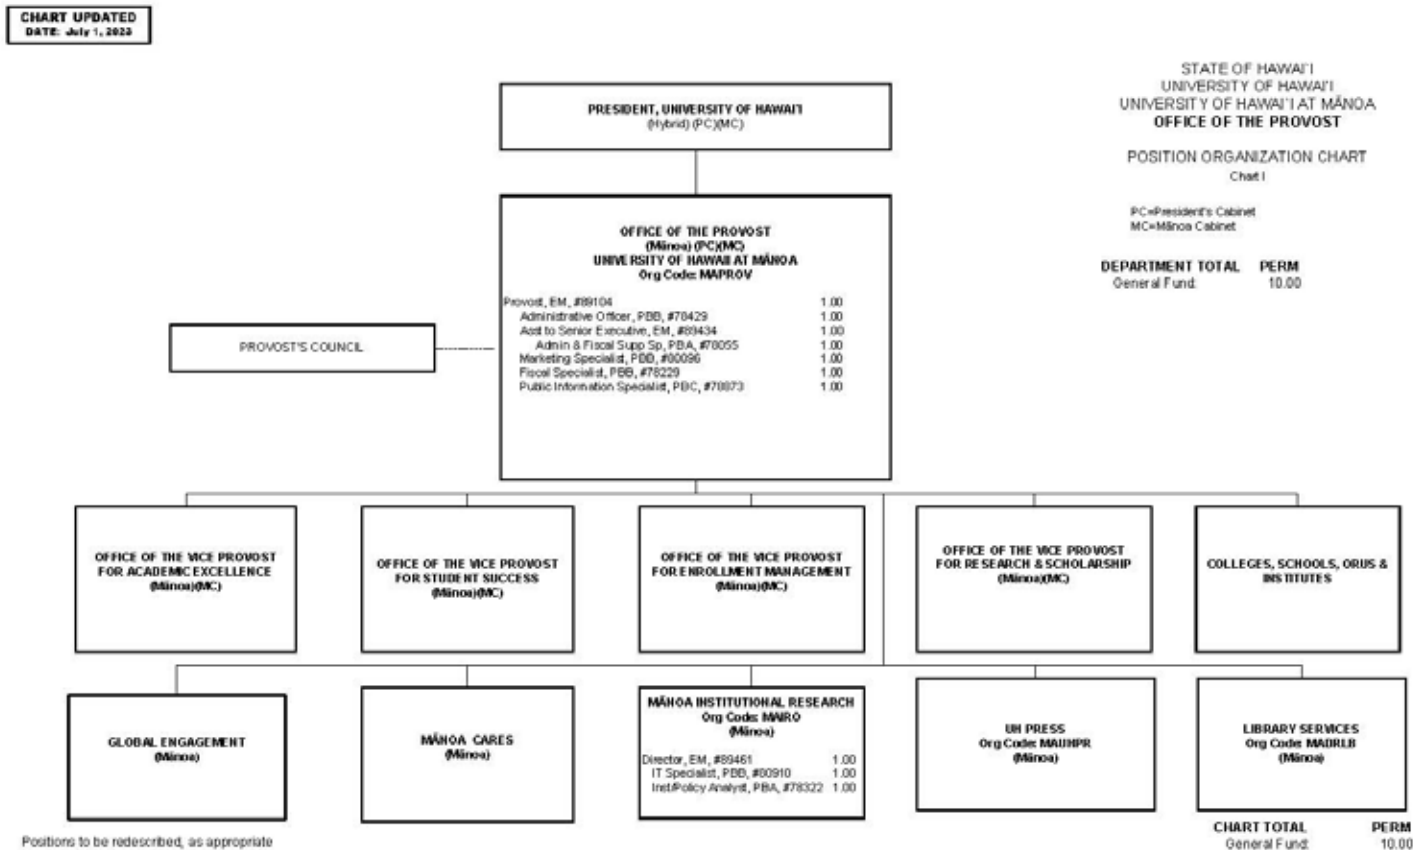 CHART UPDATED
DATE: July 1, 2023
STATE OF HAWAI'I
UNIVERSITY OF HAWAI'I
UNIVERSITY OF HAWAI'I AT MĀNOA
OFFICE OF THE PROVOST
POSITION ORGANIZATION CHART
Chart I
PC=President's Cabinet
MC=Mānoa Cabinet
DEPARTMENT TOTAL PERM
General Fund: 10.00
PRESIDENT, UNIVERSITY OF HAWAI'I
(Hybrid) (PC)(MC)
OFFICE OF THE PROVOST
(Mānoa) (PC)(MC)
UNIVERSITY OF HAWAII AT MĀNOA
Org Code: MAPROV
Provost, EM, #89104 1.00
Administrative Officer, PBB, #78429 1.00
Asst to Senior Executive, EM, #89434 1.00
Admin & Fiscal Supp Sp, PBA, #78055 1.00
Marketing Specialist, PBB, #80096 1.00
Fiscal Specialist, PBB, #78229 1.00
Public Information Specialist, PBC, #78873 1.00
PROVOST'S COUNCIL
OFFICE OF THE VICE PROVOST
FOR ACADEMIC EXCELLENCE
(Mānoa)(MC)
OFFICE OF THE VICE PROVOST
FOR STUDENT SUCCESS
(Mānoa)(MC)
OFFICE OF THE VICE PROVOST
FOR ENROLLMENT MANAGEMENT
(Mānoa)(MC)
OFFICE OF THE VICE PROVOST
FOR RESEARCH & SCHOLARSHIP
(Mānoa)(MC)
COLLEGES, SCHOOLS, ORUS &
INSTITUTES
GLOBAL ENGAGEMENT
(Mānoa)
MĀNOA CARES
(Mānoa)
MĀNOA INSTITUTIONAL RESEARCH
Org Code: MAIRO
(Mānoa)
Director, EM, #89461 1.00
IT Specialist, PBB, #80910 1.00
Inst/Policy Analyst, PBA, #78322 1.00
UH PRESS
Org Code: MAUHPR
(Mānoa)
LIBRARY SERVICES
Org Code: MADRLB
(Mānoa)
Positions to be redescribed, as appropriate
CHART TOTAL PERM
General Fund: 10.00